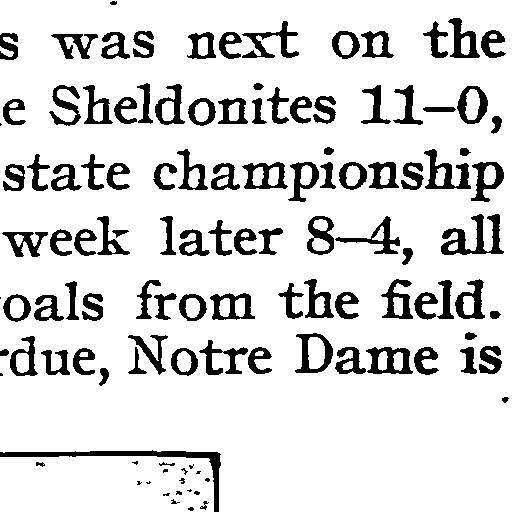 s was next on the
e Sheldonites 11–0,
state championship
week later 8–4, all
oals from the field.
rdue, Notre Dame is